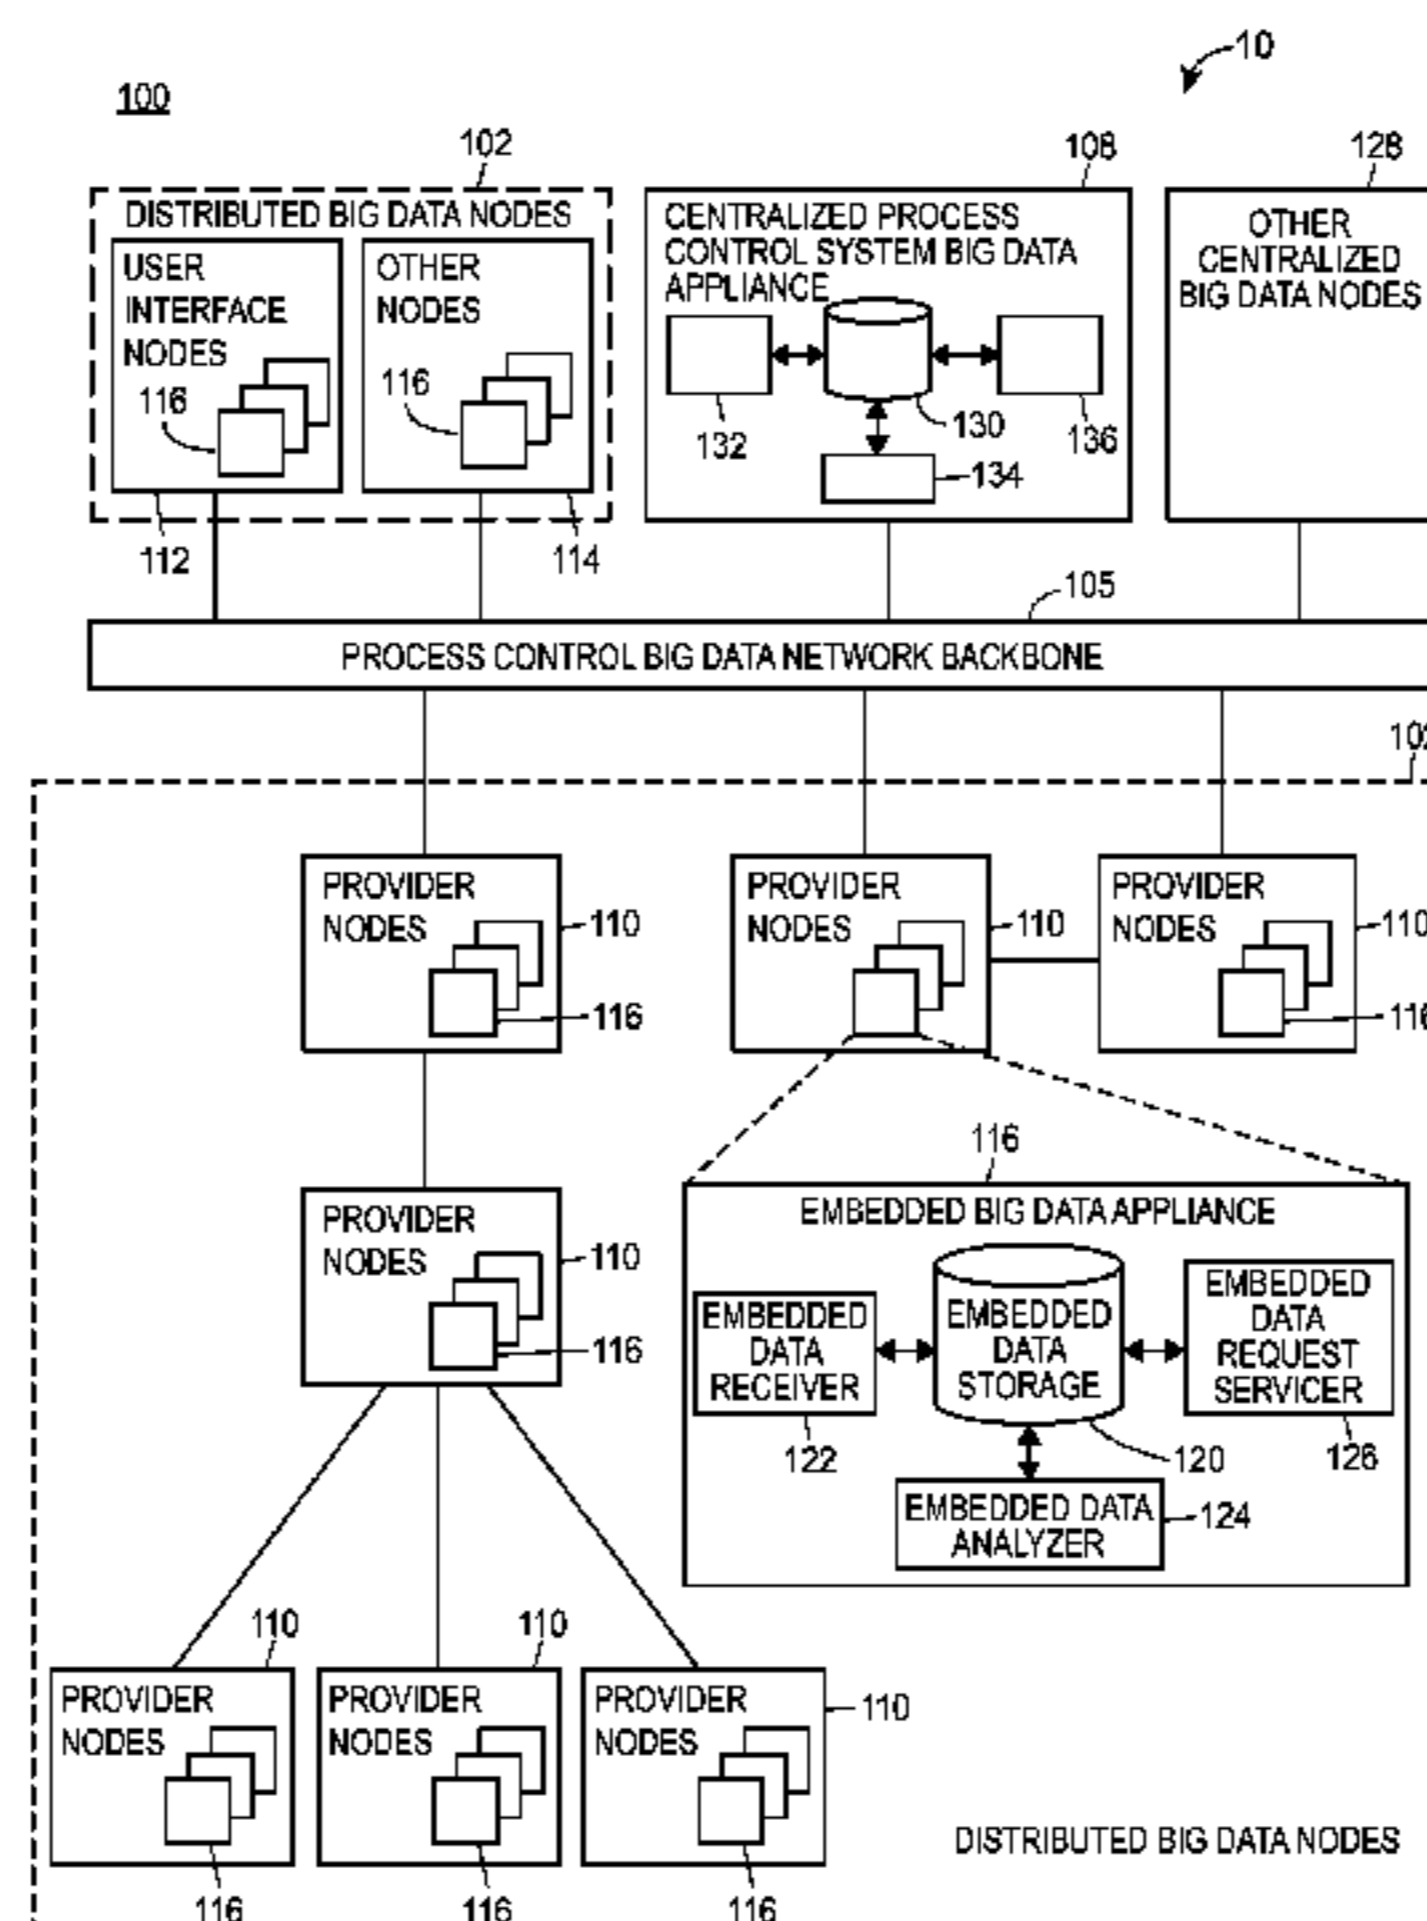 10
100
102
108
128
DISTRIBUTED BIG DATA NODES
USER
INTERFACE
NODES
116
OTHER
NODES
116
CENTRALIZED PROCESS
CONTROL SYSTEM BIG DATA
APPLIANCE
132
130
136
134
OTHER
CENTRALIZED
BIG DATA NODES
112
114
105
PROCESS CONTROL BIG DATA NETWORK BACKBONE
PROVIDER
NODES
110
116
PROVIDER
NODES
110
PROVIDER
NODES
110
116
PROVIDER
NODES
110
116
EMBEDDED BIG DATA APPLIANCE
EMBEDDED
DATA
RECEIVER
122
EMBEDDED
DATA
STORAGE
120
EMBEDDED
DATA
REQUEST
SERVICER
126
EMBEDDED DATA
ANALYZER
124
110
PROVIDER
NODES
116
110
PROVIDER
NODES
116
PROVIDER
NODES
110
116
DISTRIBUTED BIG DATA NODES